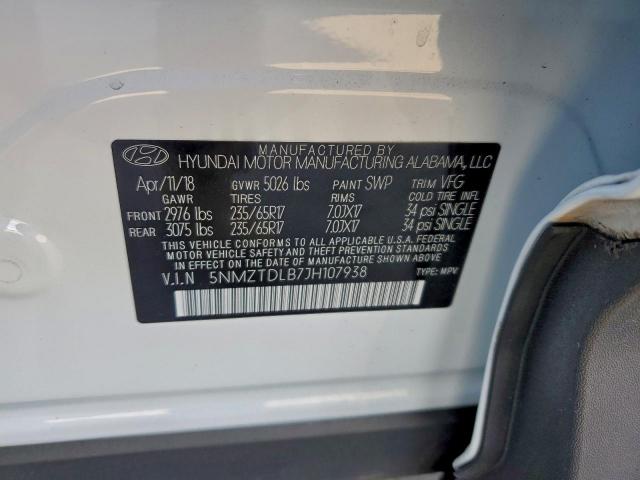 MANUFACTURED BY
HYUNDAI MOTOR MANUFACTURING ALABAMA, LLC
Apr/11/18 GVWR 5026 lbs PAINT SWP TRIM VFG
GAWR TIRES RIMS COLD TIRE INFL
FRONT 2976 lbs 235/65R17 7.0JX17 34 psi SINGLE
REAR 3075 lbs 235/65R17 7.0JX17 34 psi SINGLE
THIS VEHICLE CONFORMS TO ALL APPLICABLE U.S.A. FEDERAL
MOTOR VEHICLE SAFETY AND THEFT PREVENTION STANDARDS
IN EFFECT ON THE DATE OF MANUFACTURE SHOWN ABOVE.
V.I.N 5NMZTDLB7JH107938 TYPE: MPV